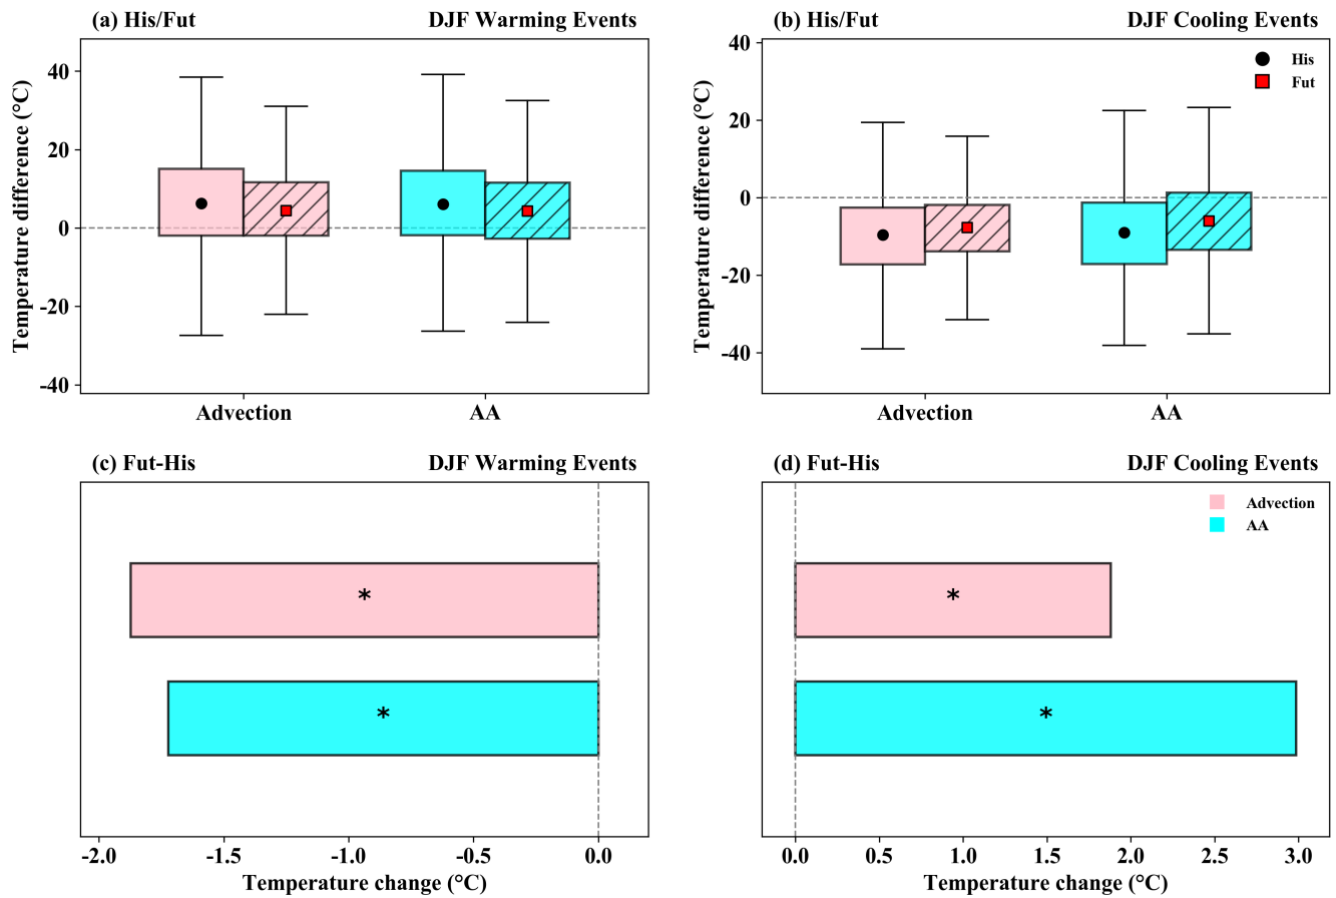 (a) His/Fut DJF Warming Events
Temperature difference (°C)
40
20
0
-20
-40
Advection AA
(b) His/Fut DJF Cooling Events
His
Fut
Temperature difference (°C)
40
20
0
-20
-40
Advection AA
(c) Fut-His DJF Warming Events
*
*
-2.0 -1.5 -1.0 -0.5 0.0
Temperature change (°C)
(d) Fut-His DJF Cooling Events
Advection
AA
*
*
0.0 0.5 1.0 1.5 2.0 2.5 3.0
Temperature change (°C)